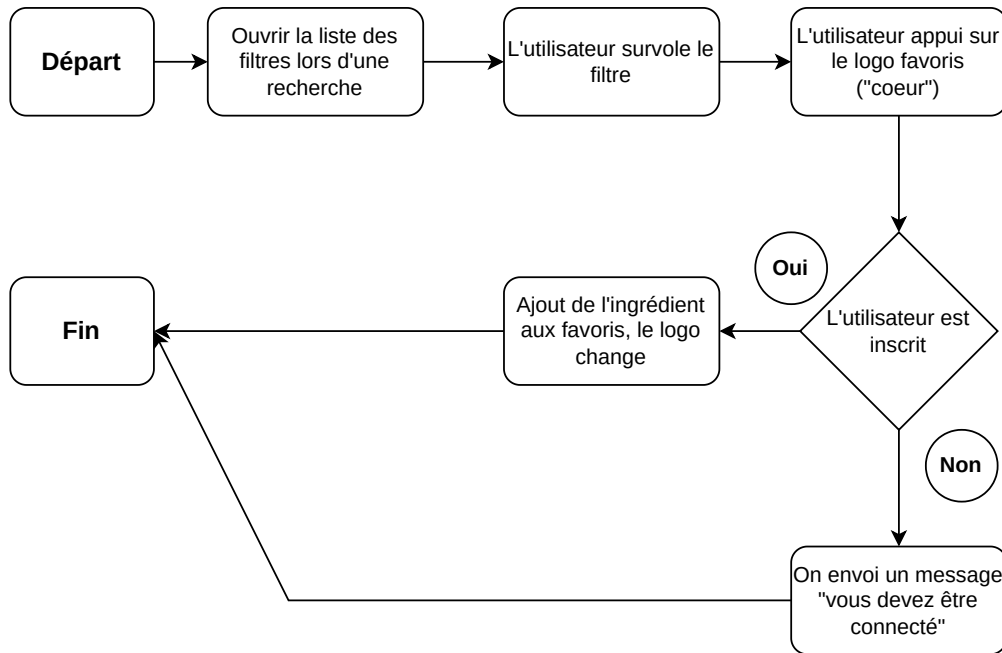 Départ
Ouvrir la liste des
filtres lors d'une
recherche
L'utilisateur survole le
filtre
L'utilisateur appui sur
le logo favoris
("coeur")
Oui
L'utilisateur est
inscrit
Ajout de l'ingrédient
aux favoris, le logo
change
Fin
Non
On envoi un message
"vous devez être
connecté"